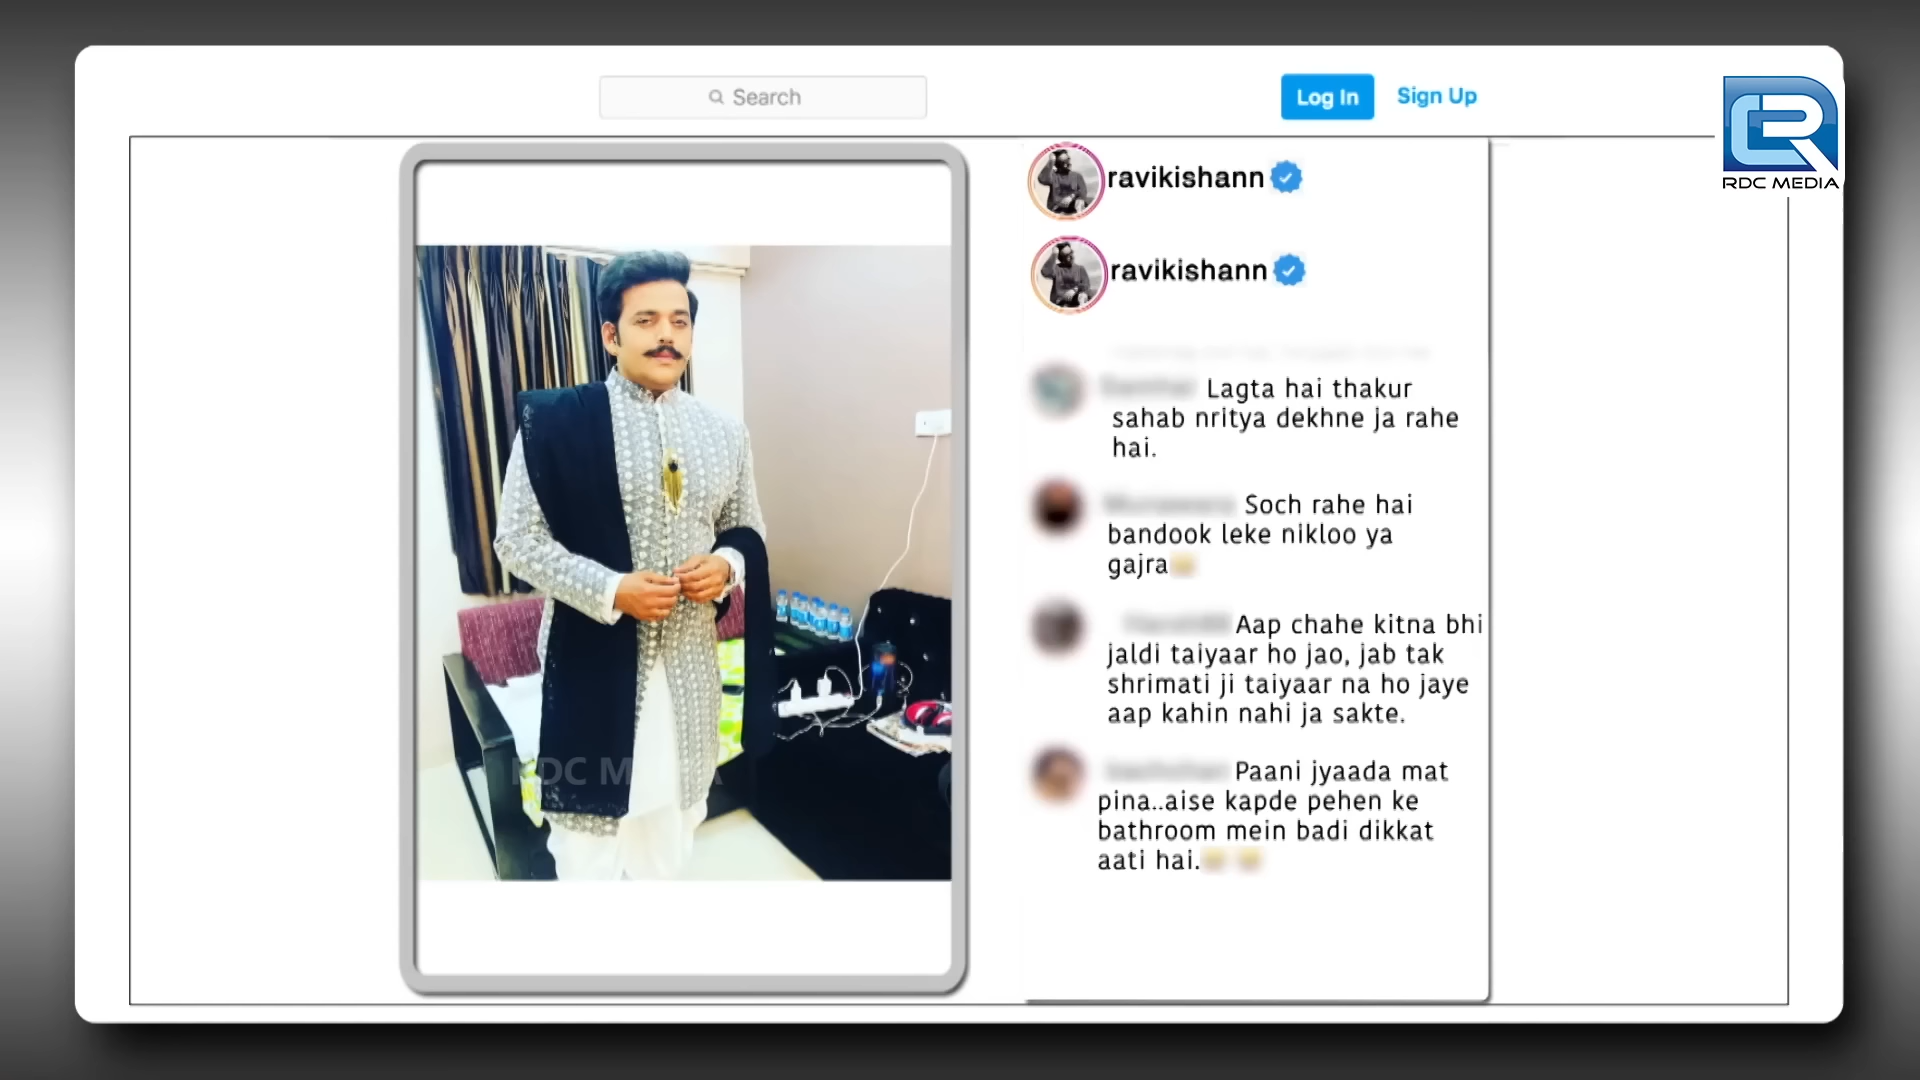 Search
Log In
Sign Up
RDC MEDIA
ravikishann
ravikishann
Lagta hai thakur
sahab nritya dekhne ja rahe
hai.
Soch rahe hai
bandook leke nikloo ya
gajra
Aap chahe kitna bhi
jaldi taiyaar ho jao, jab tak
shrimati ji taiyaar na ho jaye
aap kahin nahi ja sakte.
Paani jyaada mat
pina..aise kapde pehen ke
bathroom mein badi dikkat
aati hai.
RDC MEDIA